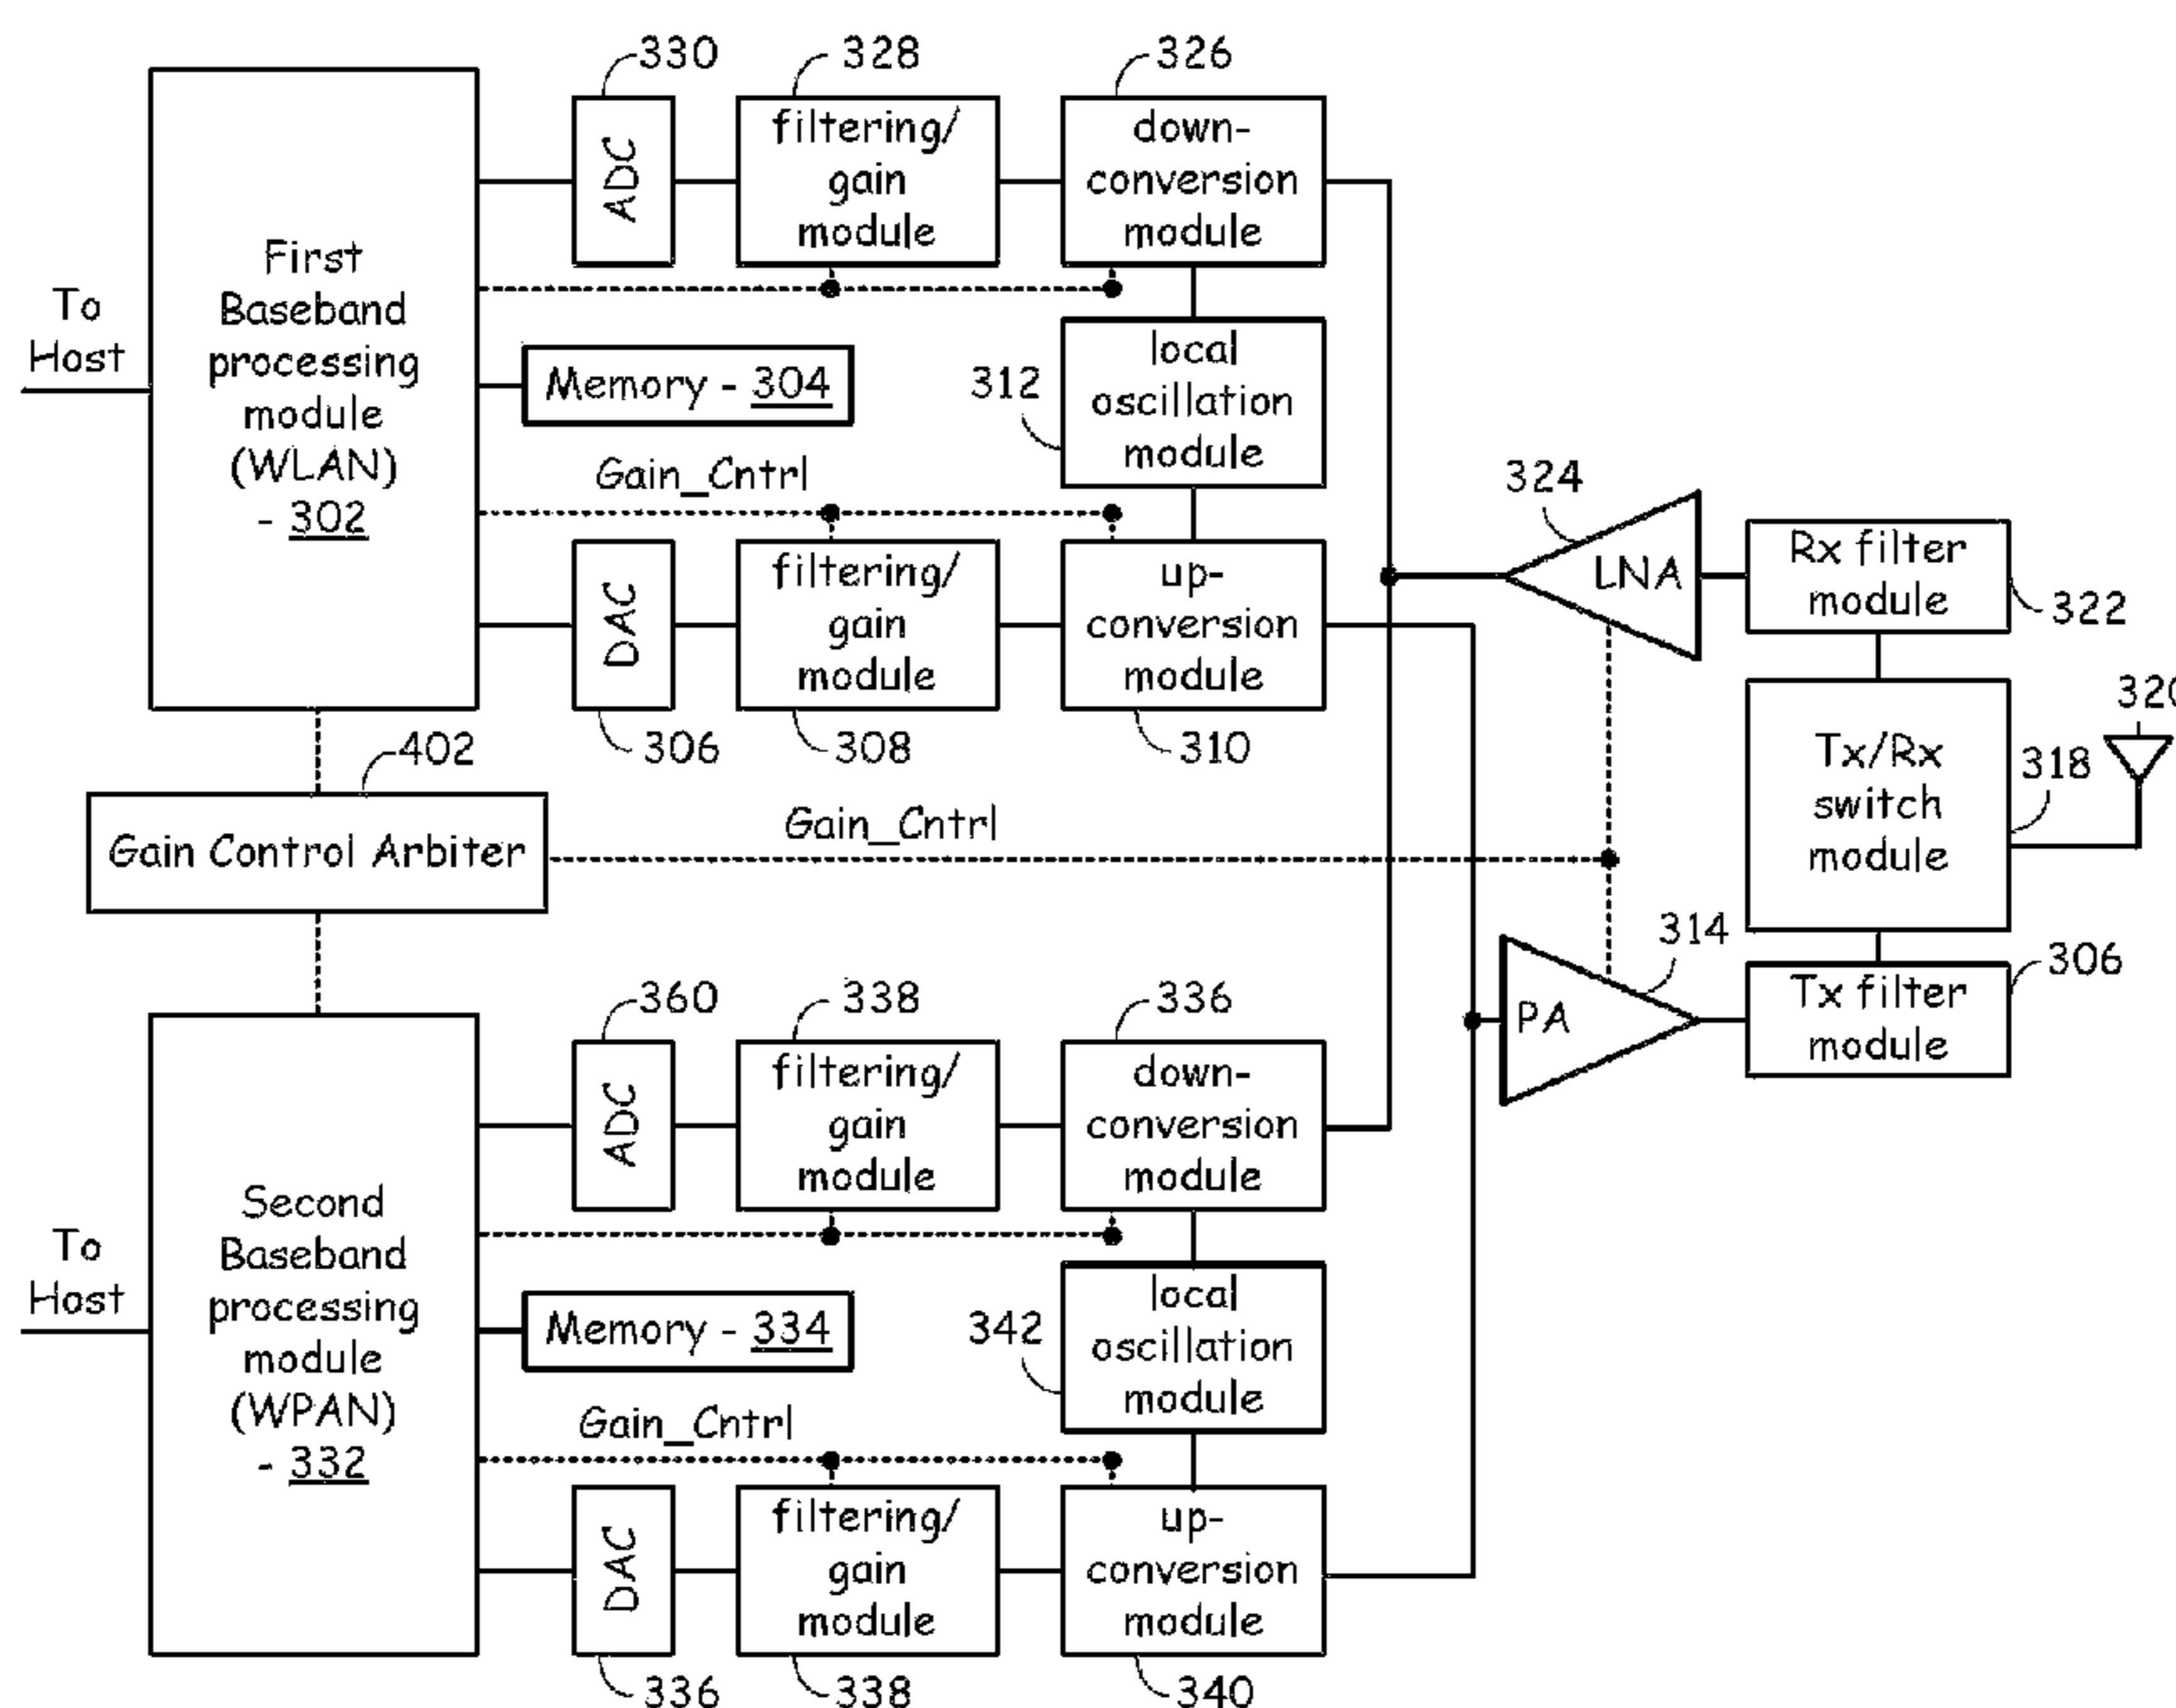 330
328
326
ADC
filtering/
gain
module
down-
conversion
module
First
Baseband
processing
module
(WLAN)
- 302
To
Host
Memory - 304
312
local
oscillation
module
Gain_Cntrl
DAC
filtering/
gain
module
up-
conversion
module
306
308
310
324
LNA
Rx filter
module
322
320
Tx/Rx
switch
module
318
402
Gain Control Arbiter
Gain_Cntrl
314
PA
Tx filter
module
306
360
338
336
ADC
filtering/
gain
module
down-
conversion
module
Second
Baseband
processing
module
(WPAN)
- 332
To
Host
Memory - 334
342
local
oscillation
module
Gain_Cntrl
DAC
filtering/
gain
module
up-
conversion
module
336
338
340